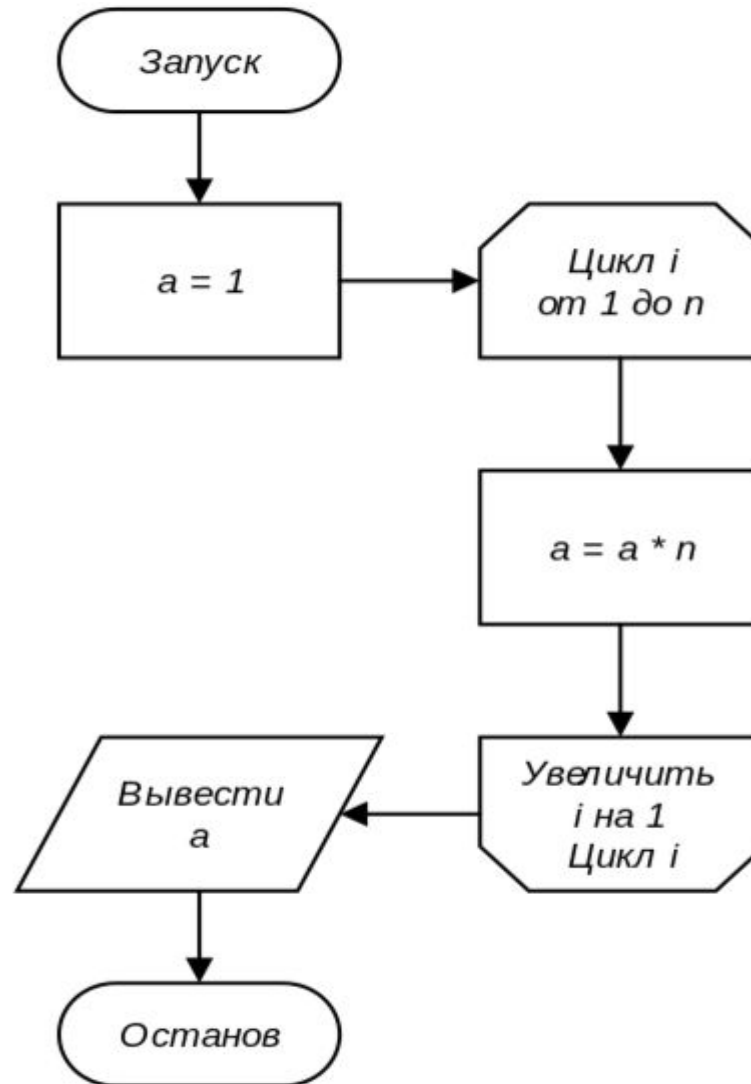 Запуск
a = 1
Цикл i
от 1 до n
a = a * n
Увеличить
i на 1
Цикл i
Вывести
a
Останов